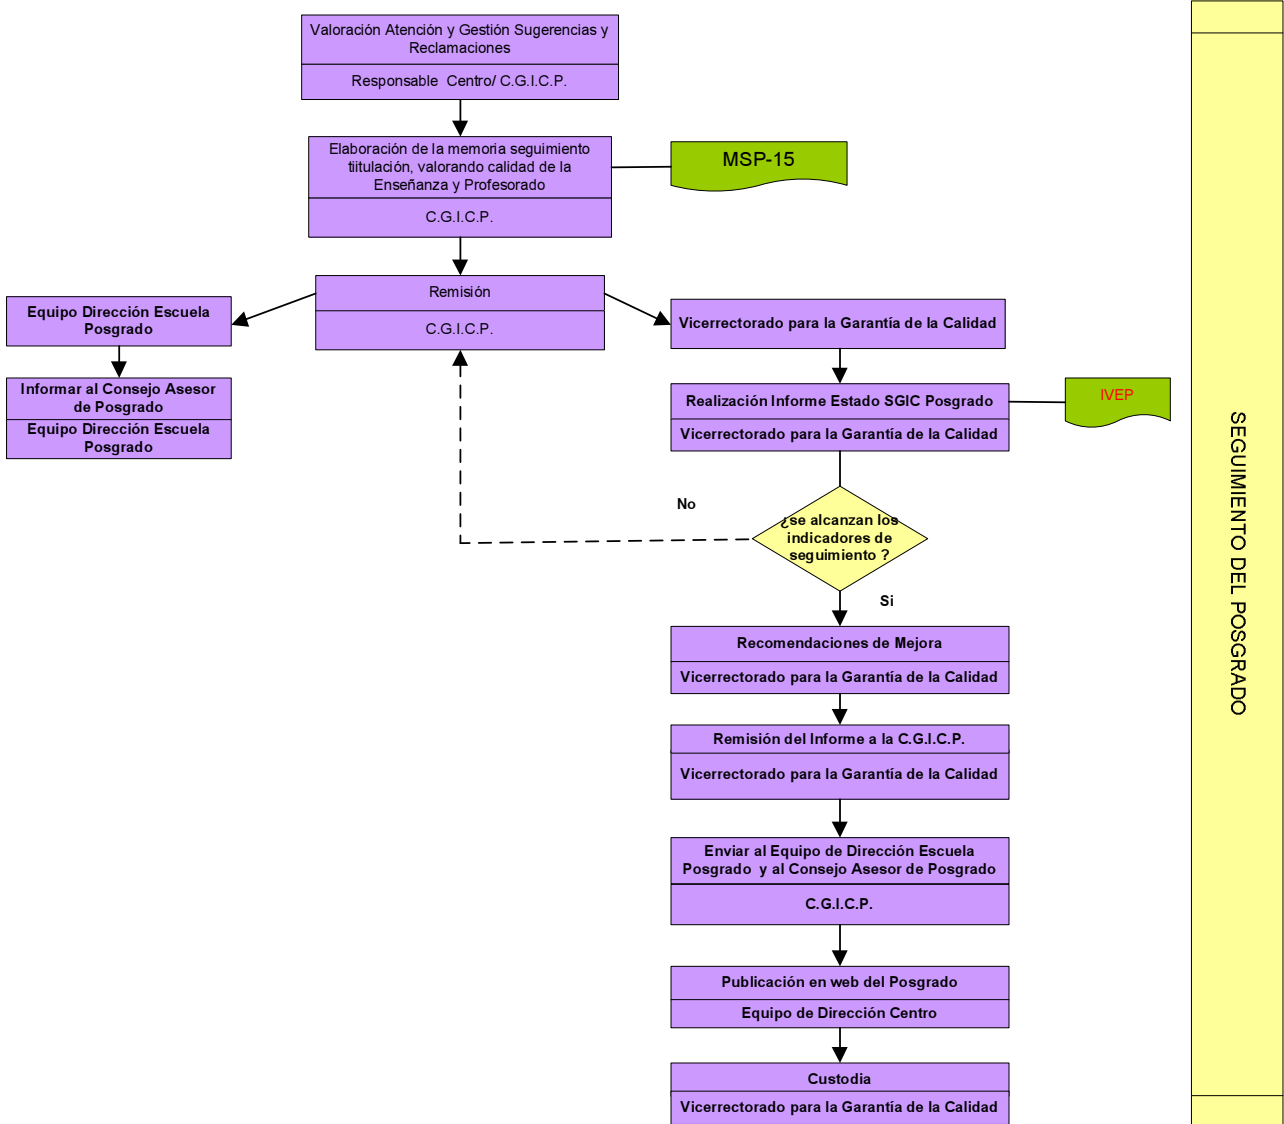 Valoración Atención y Gestión Sugerencias y
Reclamaciones
Responsable Centro/ C.G.I.C.P.
Elaboración de la memoria seguimiento
tiitulación, valorando calidad de la
Enseñanza y Profesorado
C.G.I.C.P.
MSP-15
Remisión
C.G.I.C.P.
Equipo Dirección Escuela
Posgrado
Informar al Consejo Asesor
de Posgrado
Equipo Dirección Escuela
Posgrado
Vicerrectorado para la Garantía de la Calidad
Realización Informe Estado SGIC Posgrado
Vicerrectorado para la Garantía de la Calidad
IVEP
No
¿se alcanzan los
indicadores de
seguimiento ?
Si
Recomendaciones de Mejora
Vicerrectorado para la Garantía de la Calidad
Remisión del Informe a la C.G.I.C.P.
Vicerrectorado para la Garantía de la Calidad
Enviar al Equipo de Dirección Escuela
Posgrado y al Consejo Asesor de Posgrado
C.G.I.C.P.
Publicación en web del Posgrado
Equipo de Dirección Centro
Custodia
Vicerrectorado para la Garantía de la Calidad
SEGUIMIENTO DEL POSGRADO